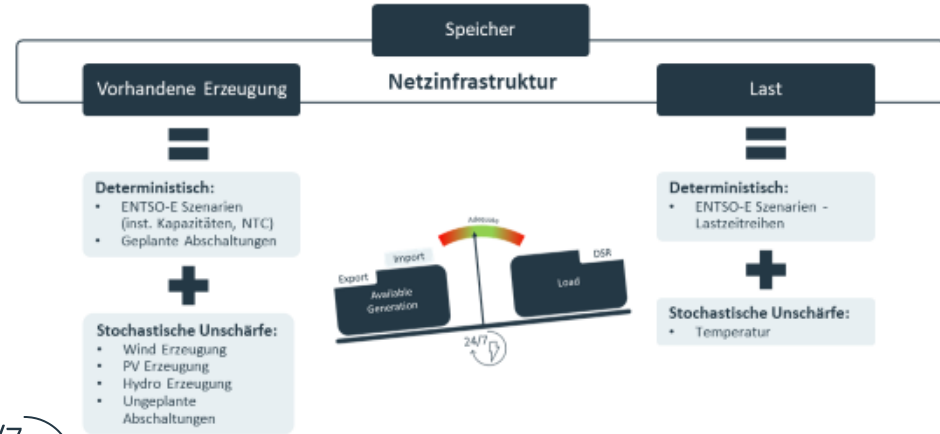 Speicher
Netzinfrastruktur
Vorhandene Erzeugung
Last
Deterministisch:
• ENTSO-E Szenarien
(inst. Kapazitäten, NTC)
• Geplante Abschaltungen
Stochastische Unschärfe:
• Wind Erzeugung
• PV Erzeugung
• Hydro Erzeugung
• Ungeplante
Abschaltungen
Adequate
Export
Import
Available
Generation
DSR
Load
24/7
Deterministisch:
• ENTSO-E Szenarien -
Lastzeitreihen
Stochastische Unschärfe:
• Temperatur
/7